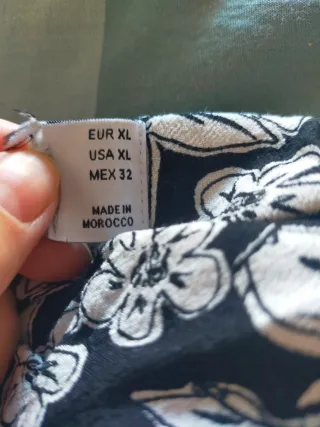 EUR XL
USA XL
MEX 32
MADE IN
MOROCCO